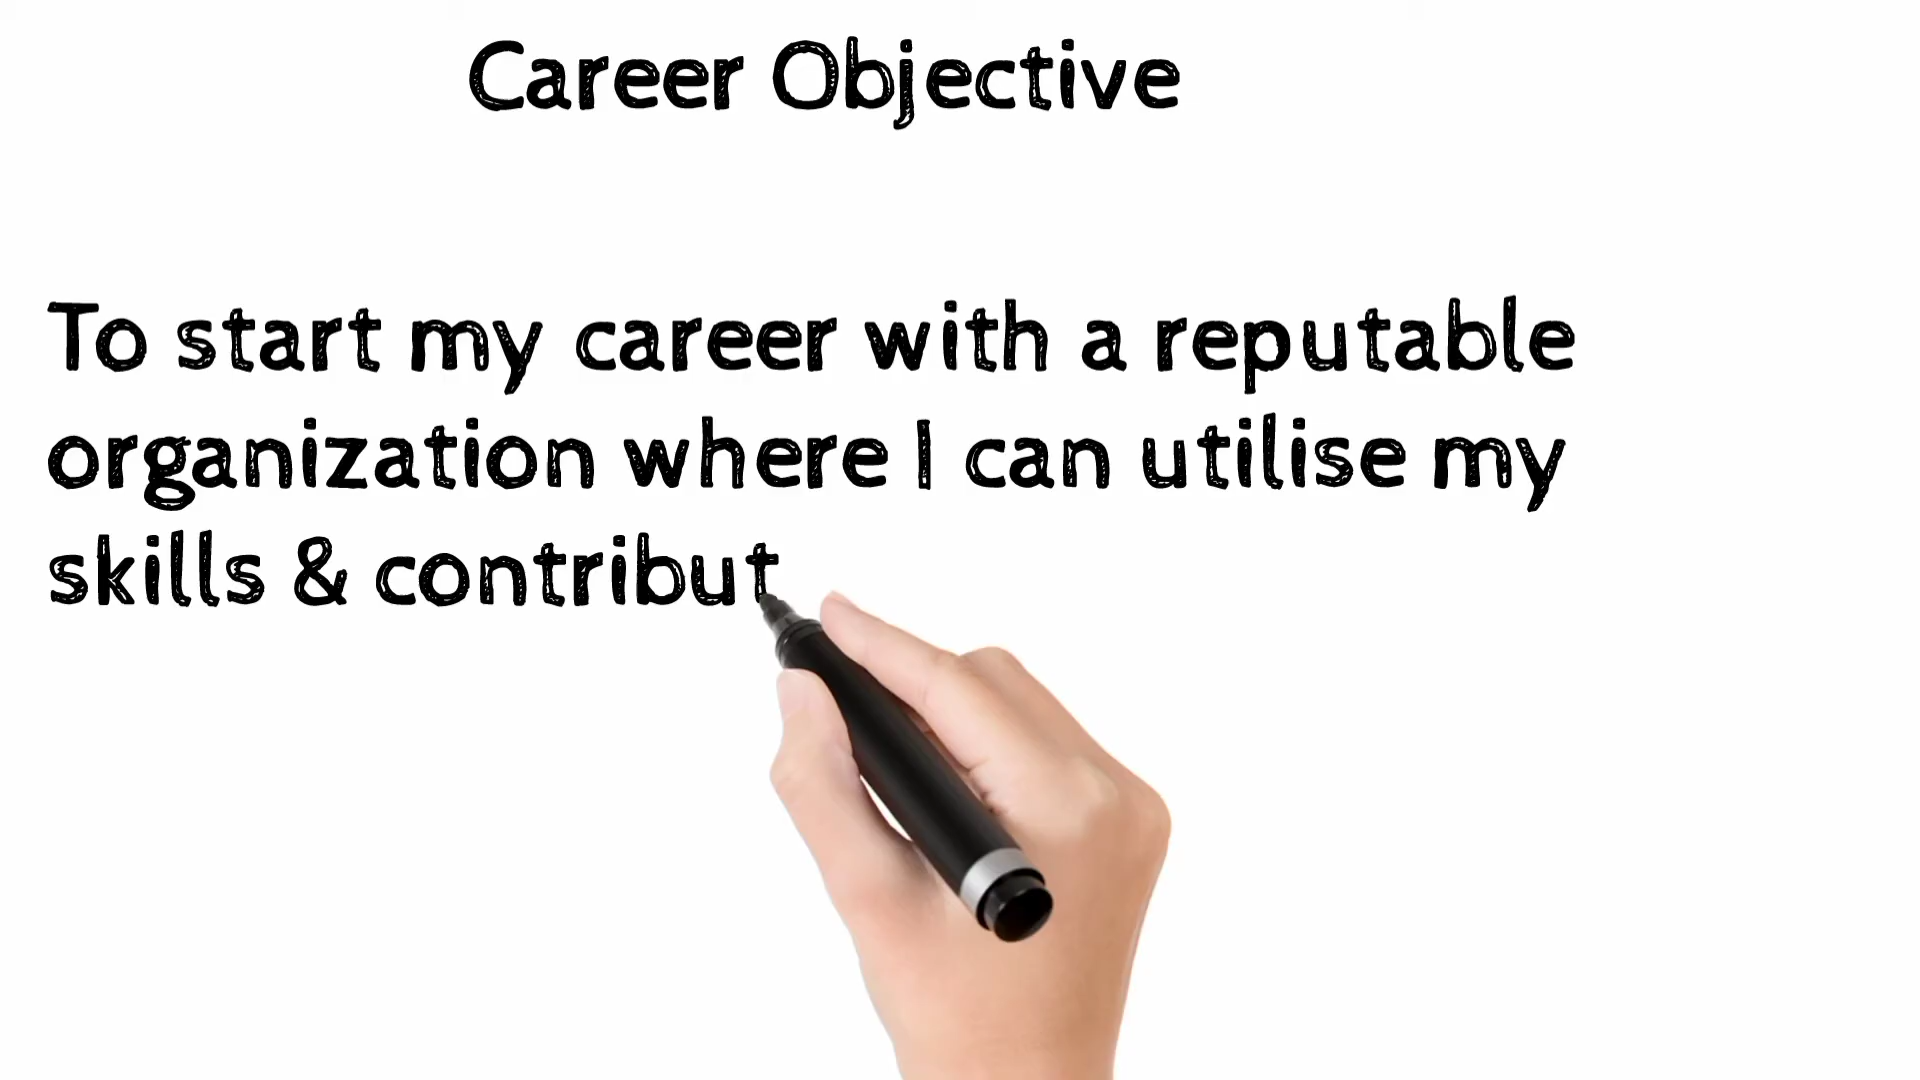 Career Objective
To start my career with a reputable
organization where I can utilise my
skills & contribut